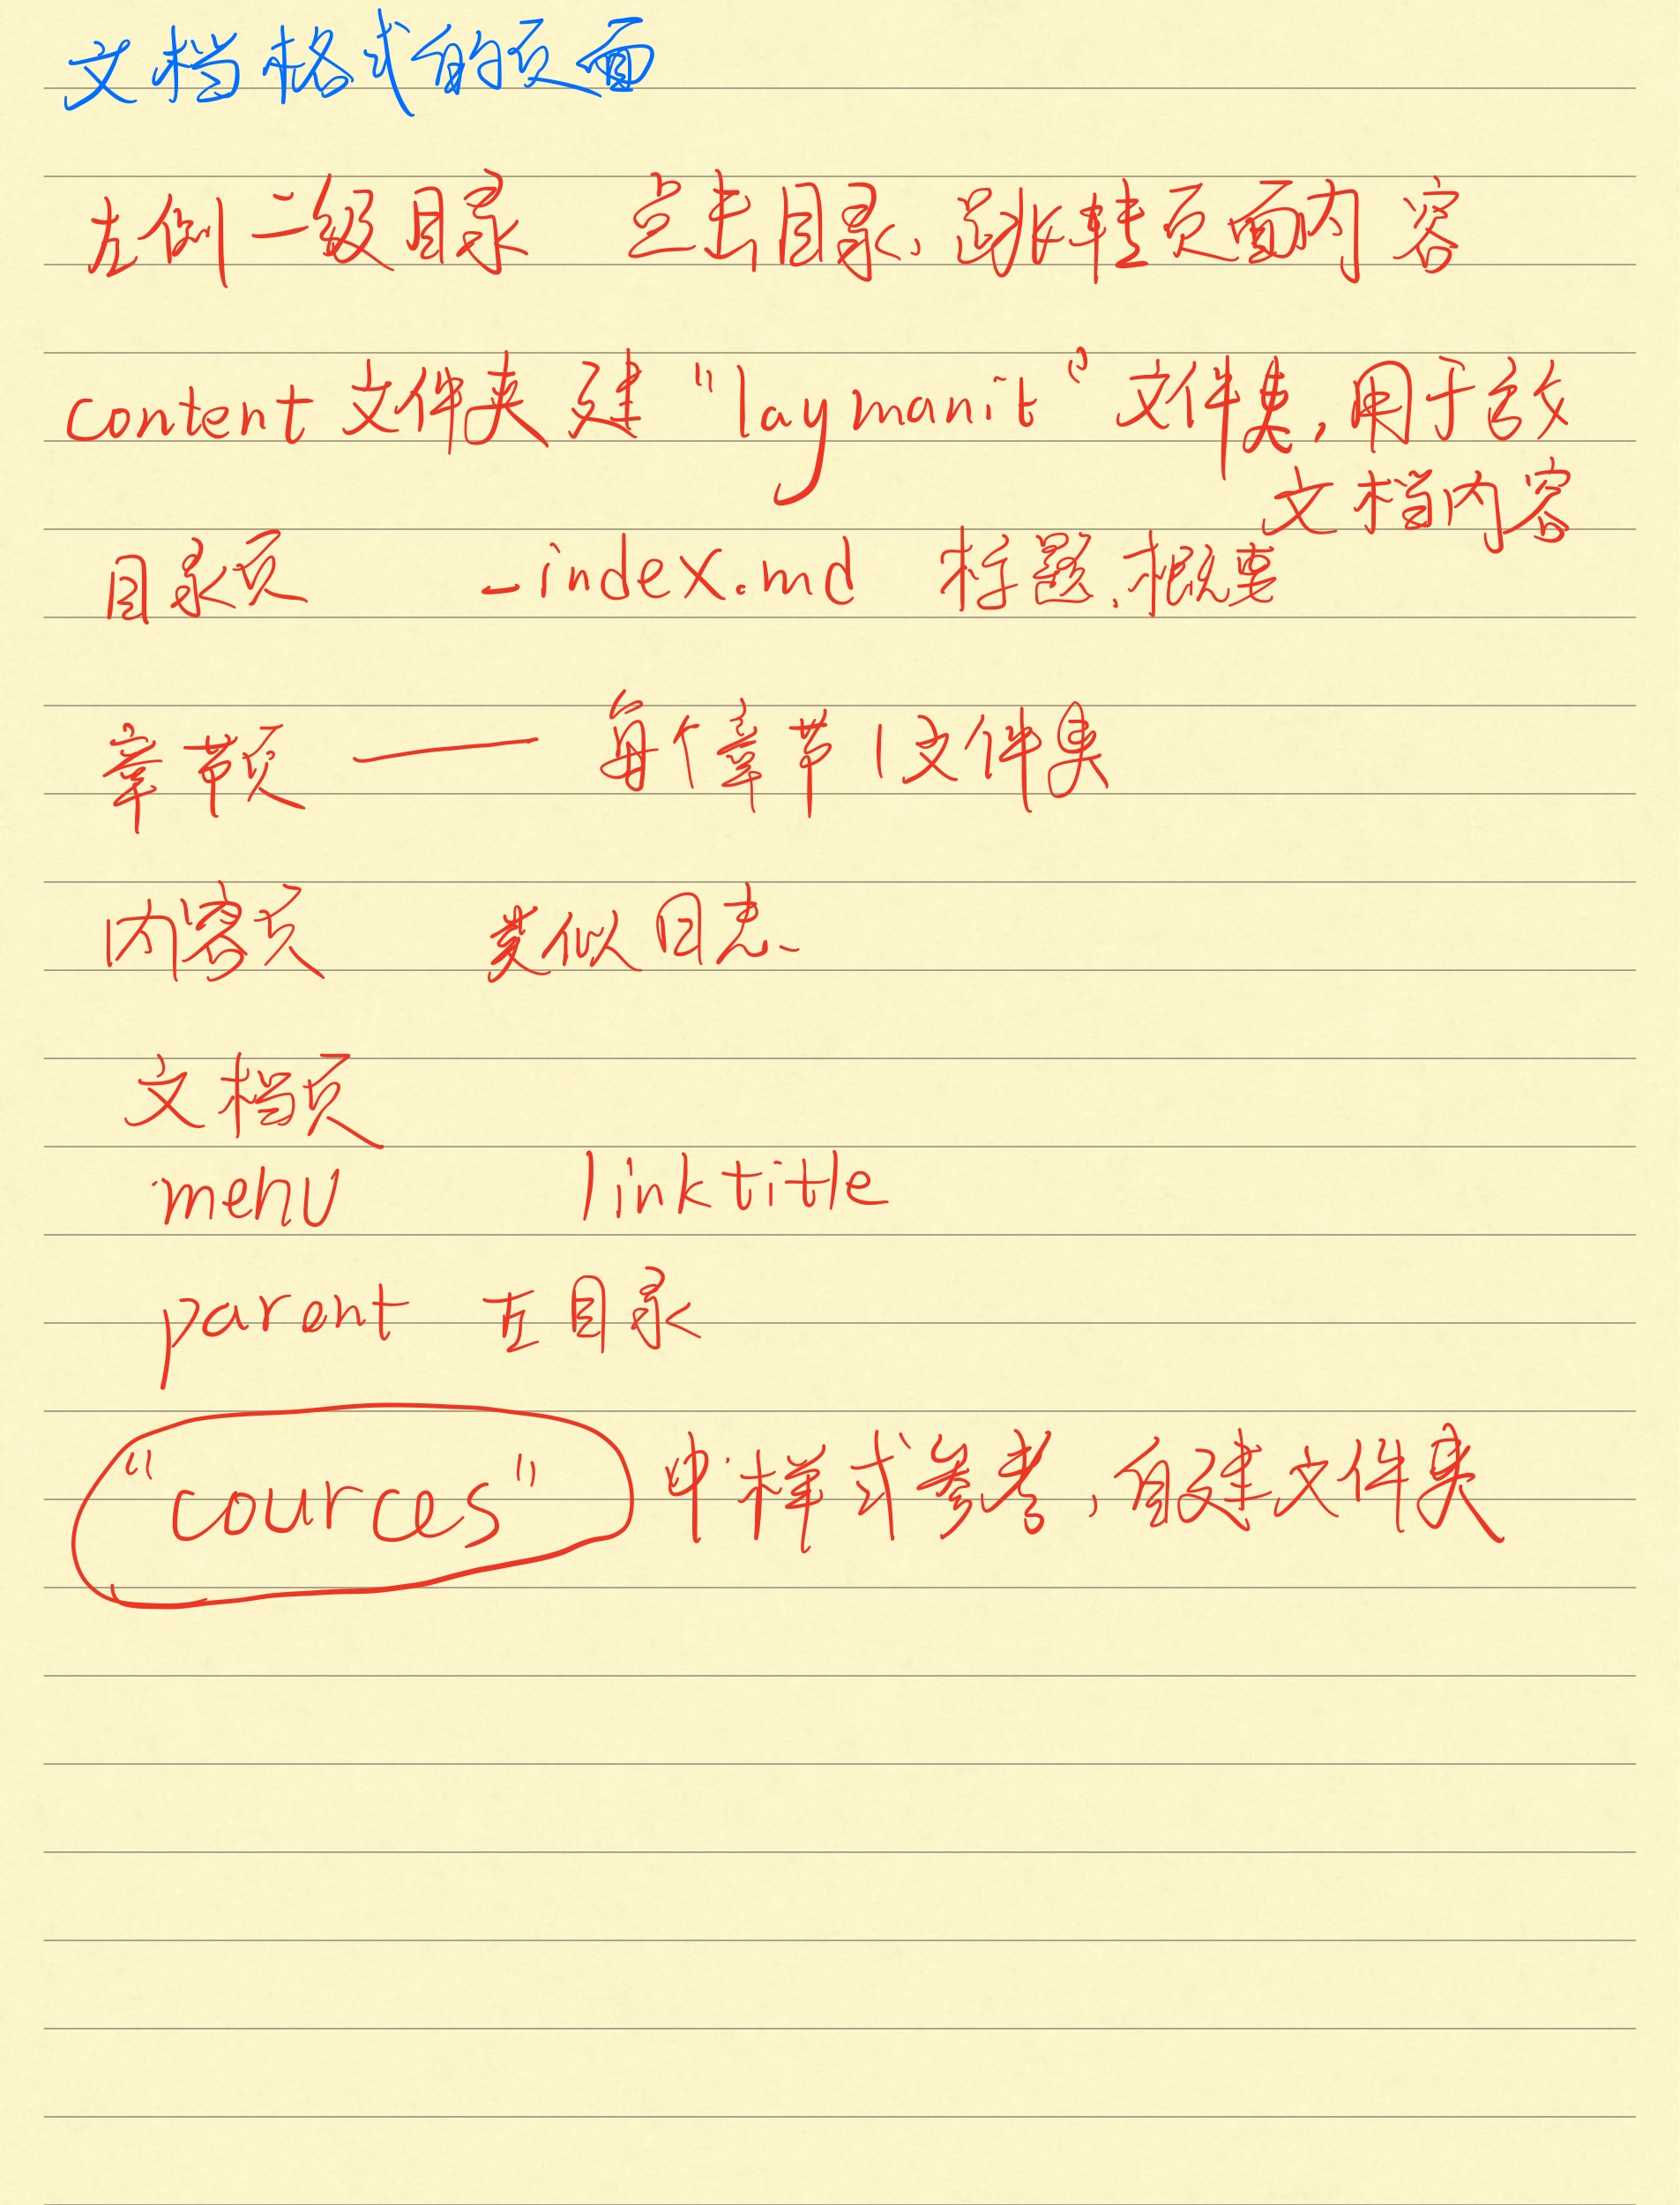 文档格式的页面
左侧二级目录 点击目录、跳转页面内容
content 文件夹 建 "laymanit" 文件夹,用于放
文档内容
目录页 _index.md 标题、概要
章节页 —— 每个章节1文件夹
内容页 类似日志、
文档页
menu linktitle
parent 左目录
"cources" 中样式参考,自建文件夹